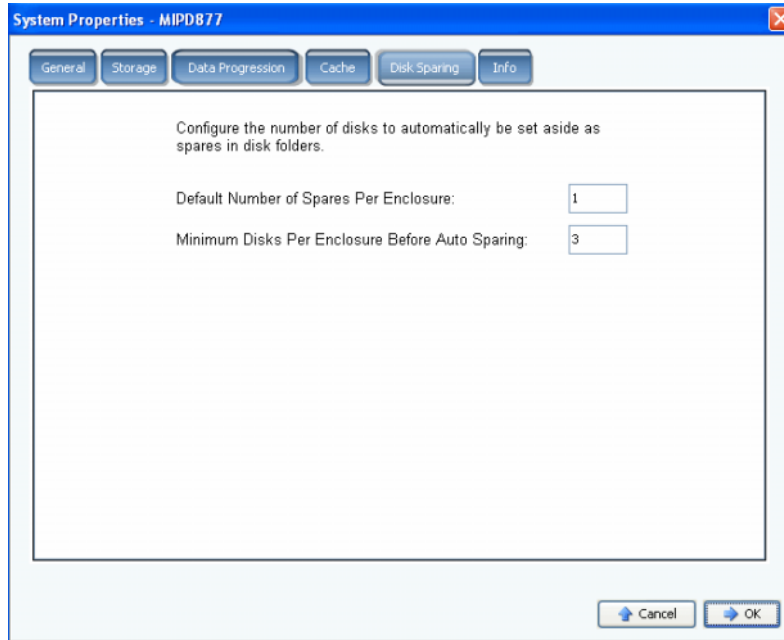 System Properties - MIPD877
General Storage Data Progression Cache Disk Sparing Info
Configure the number of disks to automatically be set aside as
spares in disk folders.
Default Number of Spares Per Enclosure: 1
Minimum Disks Per Enclosure Before Auto Sparing: 3
Cancel OK